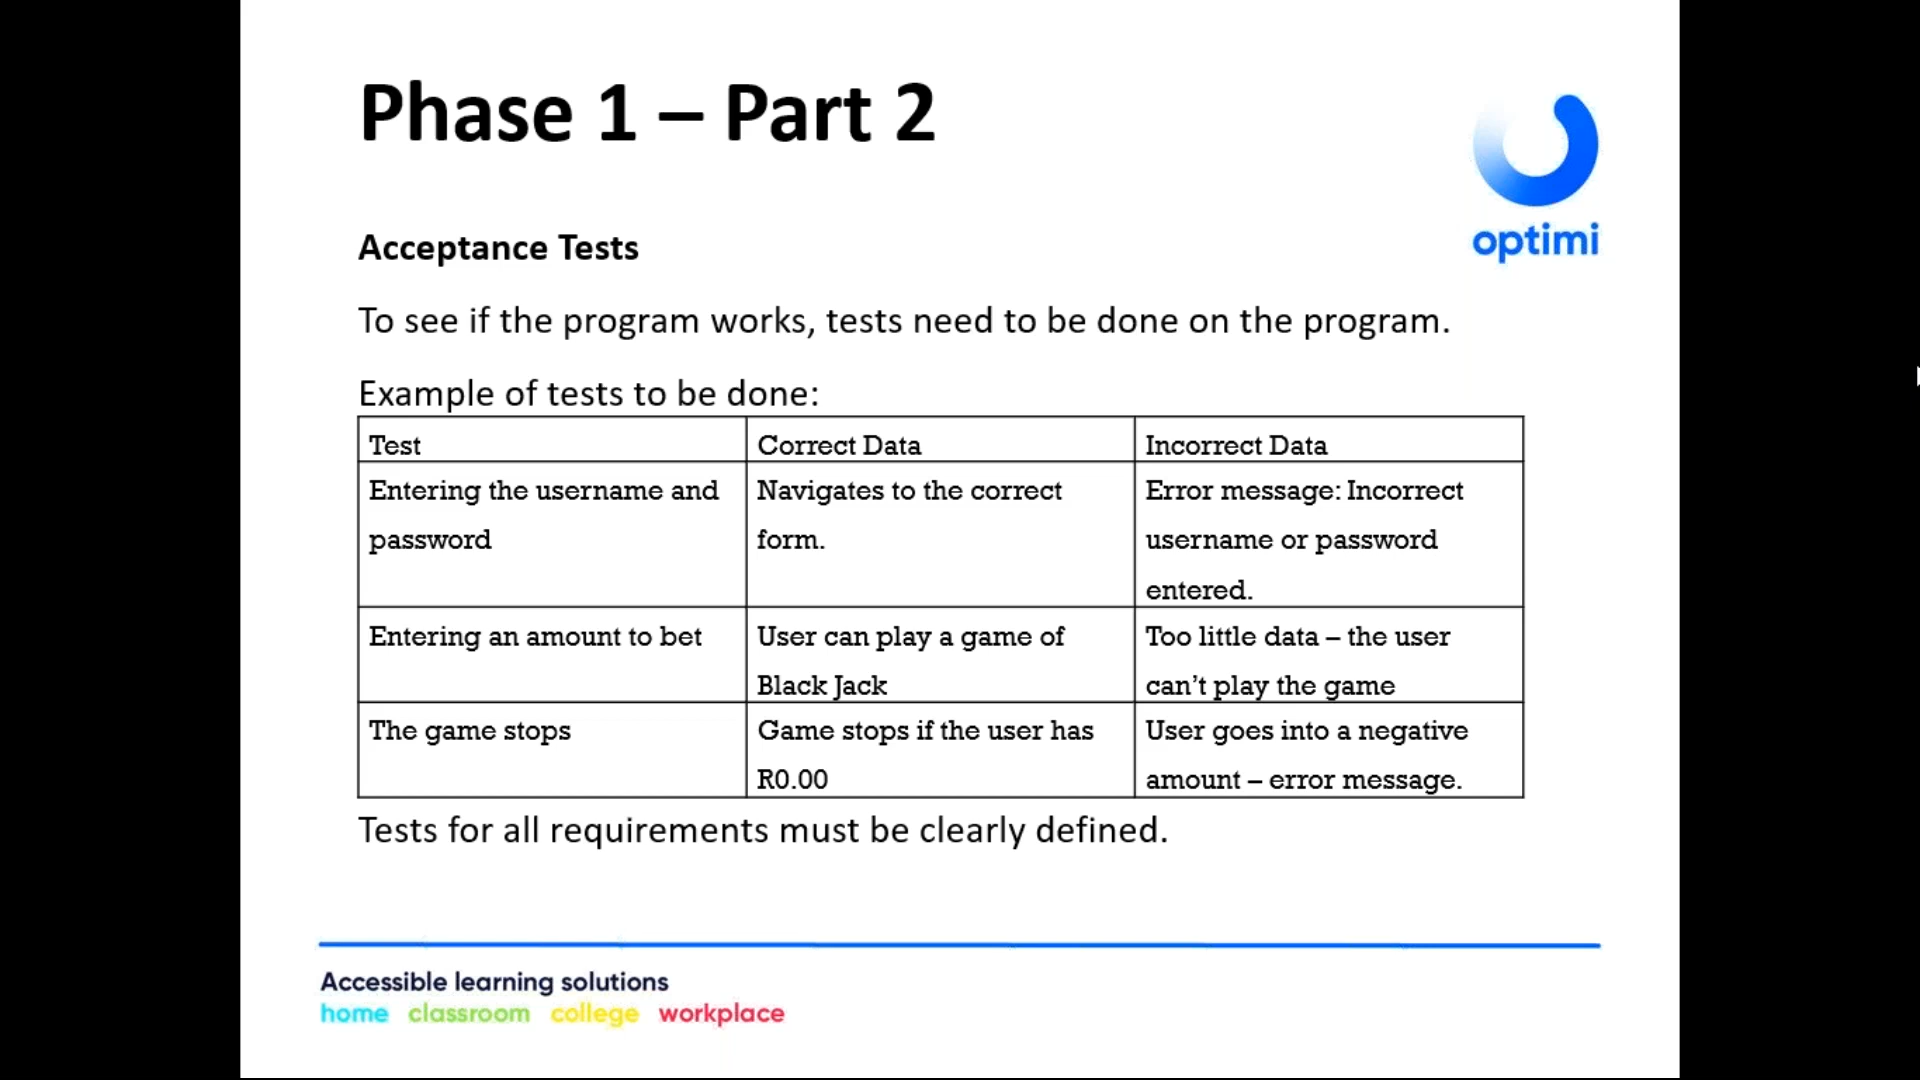 Phase 1 – Part 2
optimi
Acceptance Tests
To see if the program works, tests need to be done on the program.
Example of tests to be done:
Test Correct Data Incorrect Data
Entering the username and Navigates to the correct Error message: Incorrect
password form. username or password
entered.
Entering an amount to bet User can play a game of Too little data – the user
Black Jack can’t play the game
The game stops Game stops if the user has User goes into a negative
R0.00 amount – error message.
Tests for all requirements must be clearly defined.
Accessible learning solutions
home classroom college workplace